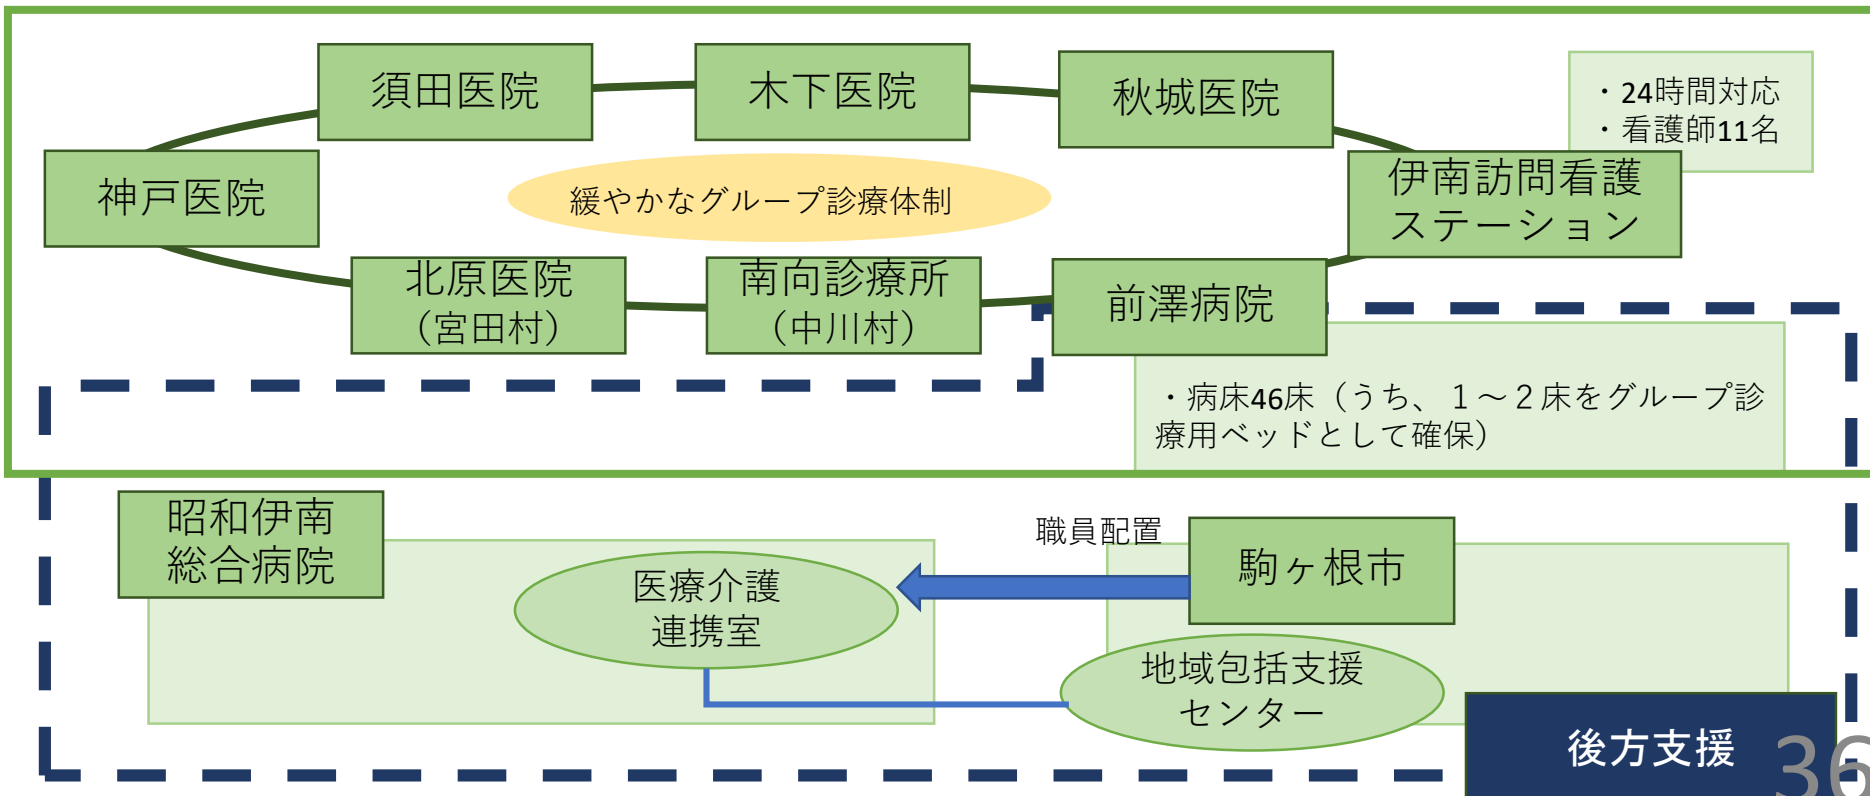 須田医院
木下医院
秋城医院
・24時間対応
・看護師11名
神戸医院
緩やかなグループ診療体制
伊南訪問看護
ステーション
北原医院
（宮田村）
南向診療所
（中川村）
前澤病院
・病床46床（うち、１～２床をグループ診
療用ベッドとして確保）
昭和伊南
総合病院
医療介護
連携室
職員配置
駒ヶ根市
地域包括支援
センター
後方支援
36